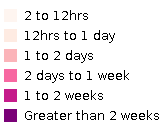 2 to 12hrs
12hrs to 1 day
1 to 2 days
2 days to 1 week
1 to 2 weeks
Greater than 2 weeks